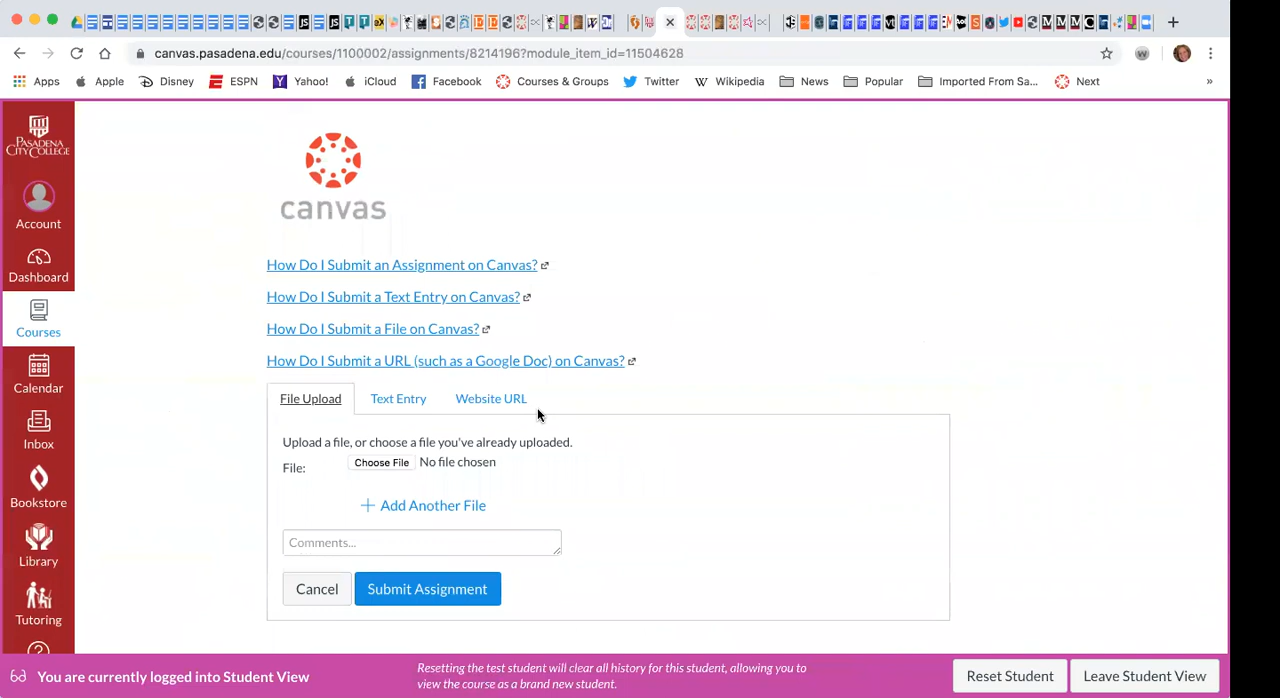 canvas.pasadena.edu/courses/1100002/assignments/8214196?module_item_id=11504628
Apps Apple Disney ESPN Yahoo! iCloud Facebook Courses & Groups Twitter Wikipedia News Popular Imported From Sa... Next »
PASADENA
CITY COLLEGE
Account
Dashboard
Courses
Calendar
Inbox
Bookstore
Library
Tutoring
canvas
How Do I Submit an Assignment on Canvas?
How Do I Submit a Text Entry on Canvas?
How Do I Submit a File on Canvas?
How Do I Submit a URL (such as a Google Doc) on Canvas?
File Upload Text Entry Website URL
Upload a file, or choose a file you've already uploaded.
File: Choose File No file chosen
+ Add Another File
Comments...
Cancel Submit Assignment
You are currently logged into Student View
Resetting the test student will clear all history for this student, allowing you to
view the course as a brand new student.
Reset Student Leave Student View